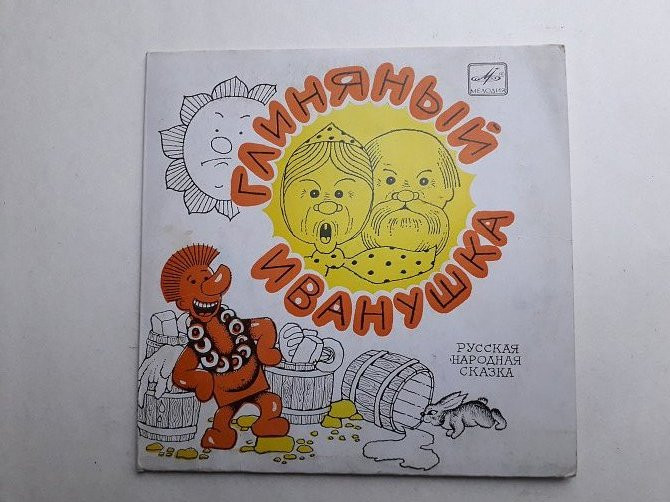 МЕЛОДИЯ
ГЛИНЯНЫЙ
ИВАНУШКА
РУССКАЯ
НАРОДНАЯ
СКАЗКА